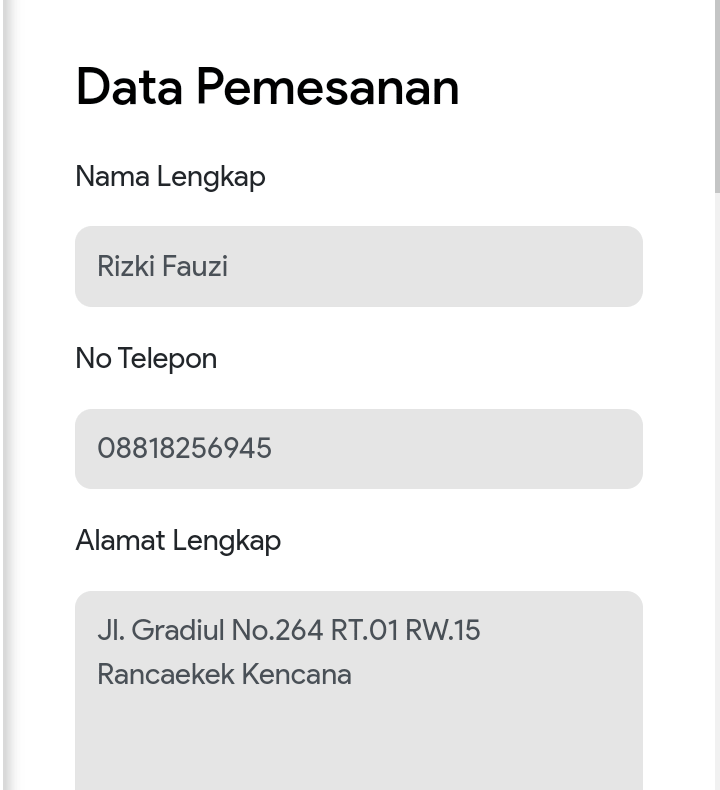 Data Pemesanan
Nama Lengkap
Rizki Fauzi
No Telepon
08818256945
Alamat Lengkap
Jl. Gradiul No.264 RT.01 RW.15
Rancaekek Kencana